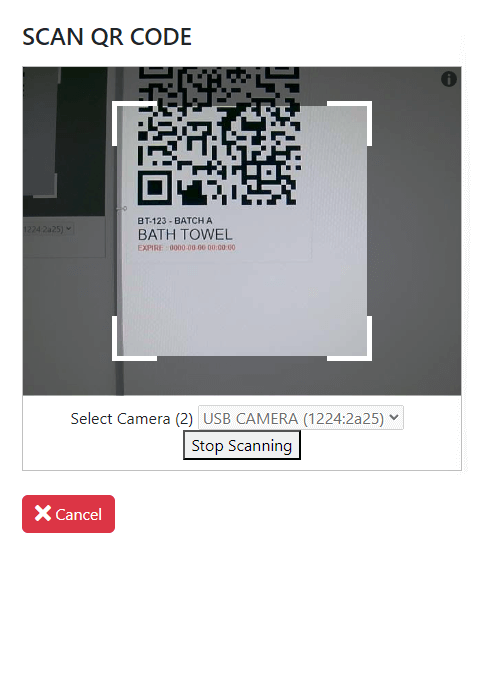 SCAN QR CODE
(1224:2a25)
BT-123 - BATCH A
BATH TOWEL
EXPIRE : 0000-00-00 00:00:00
Select Camera (2) USB CAMERA (1224:2a25)
Stop Scanning
Cancel